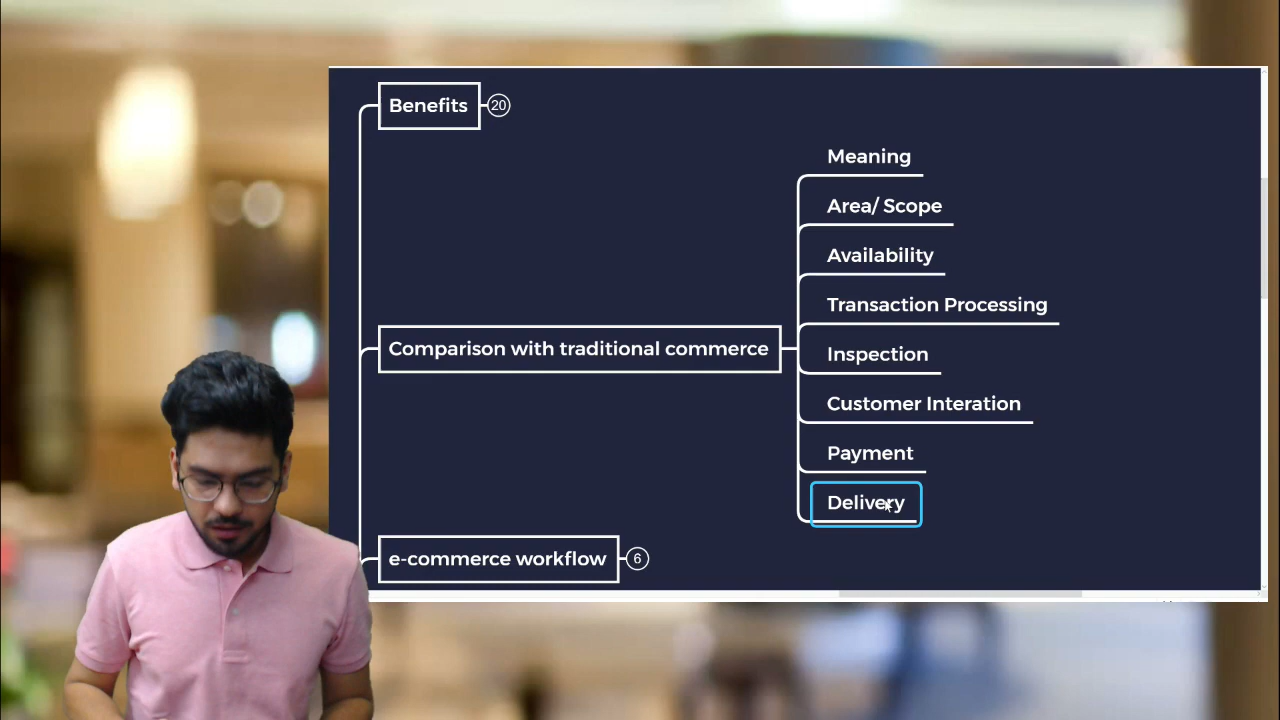 Benefits
20
Meaning
Area/ Scope
Availability
Transaction Processing
Comparison with traditional commerce
Inspection
Customer Interation
Payment
Delivery
e-commerce workflow
6